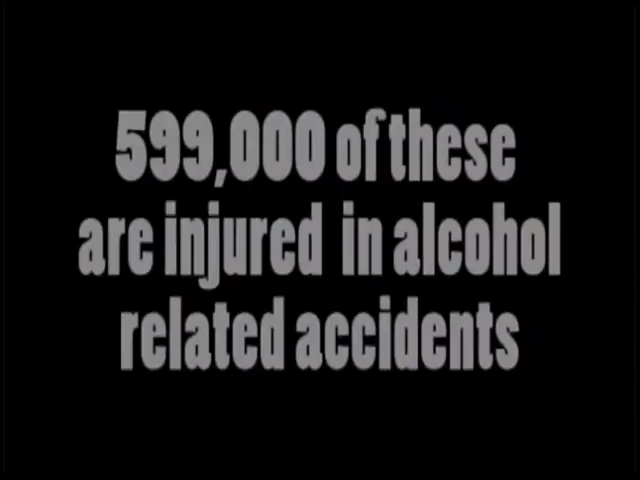 599,000 of these
are injured in alcohol
related accidents